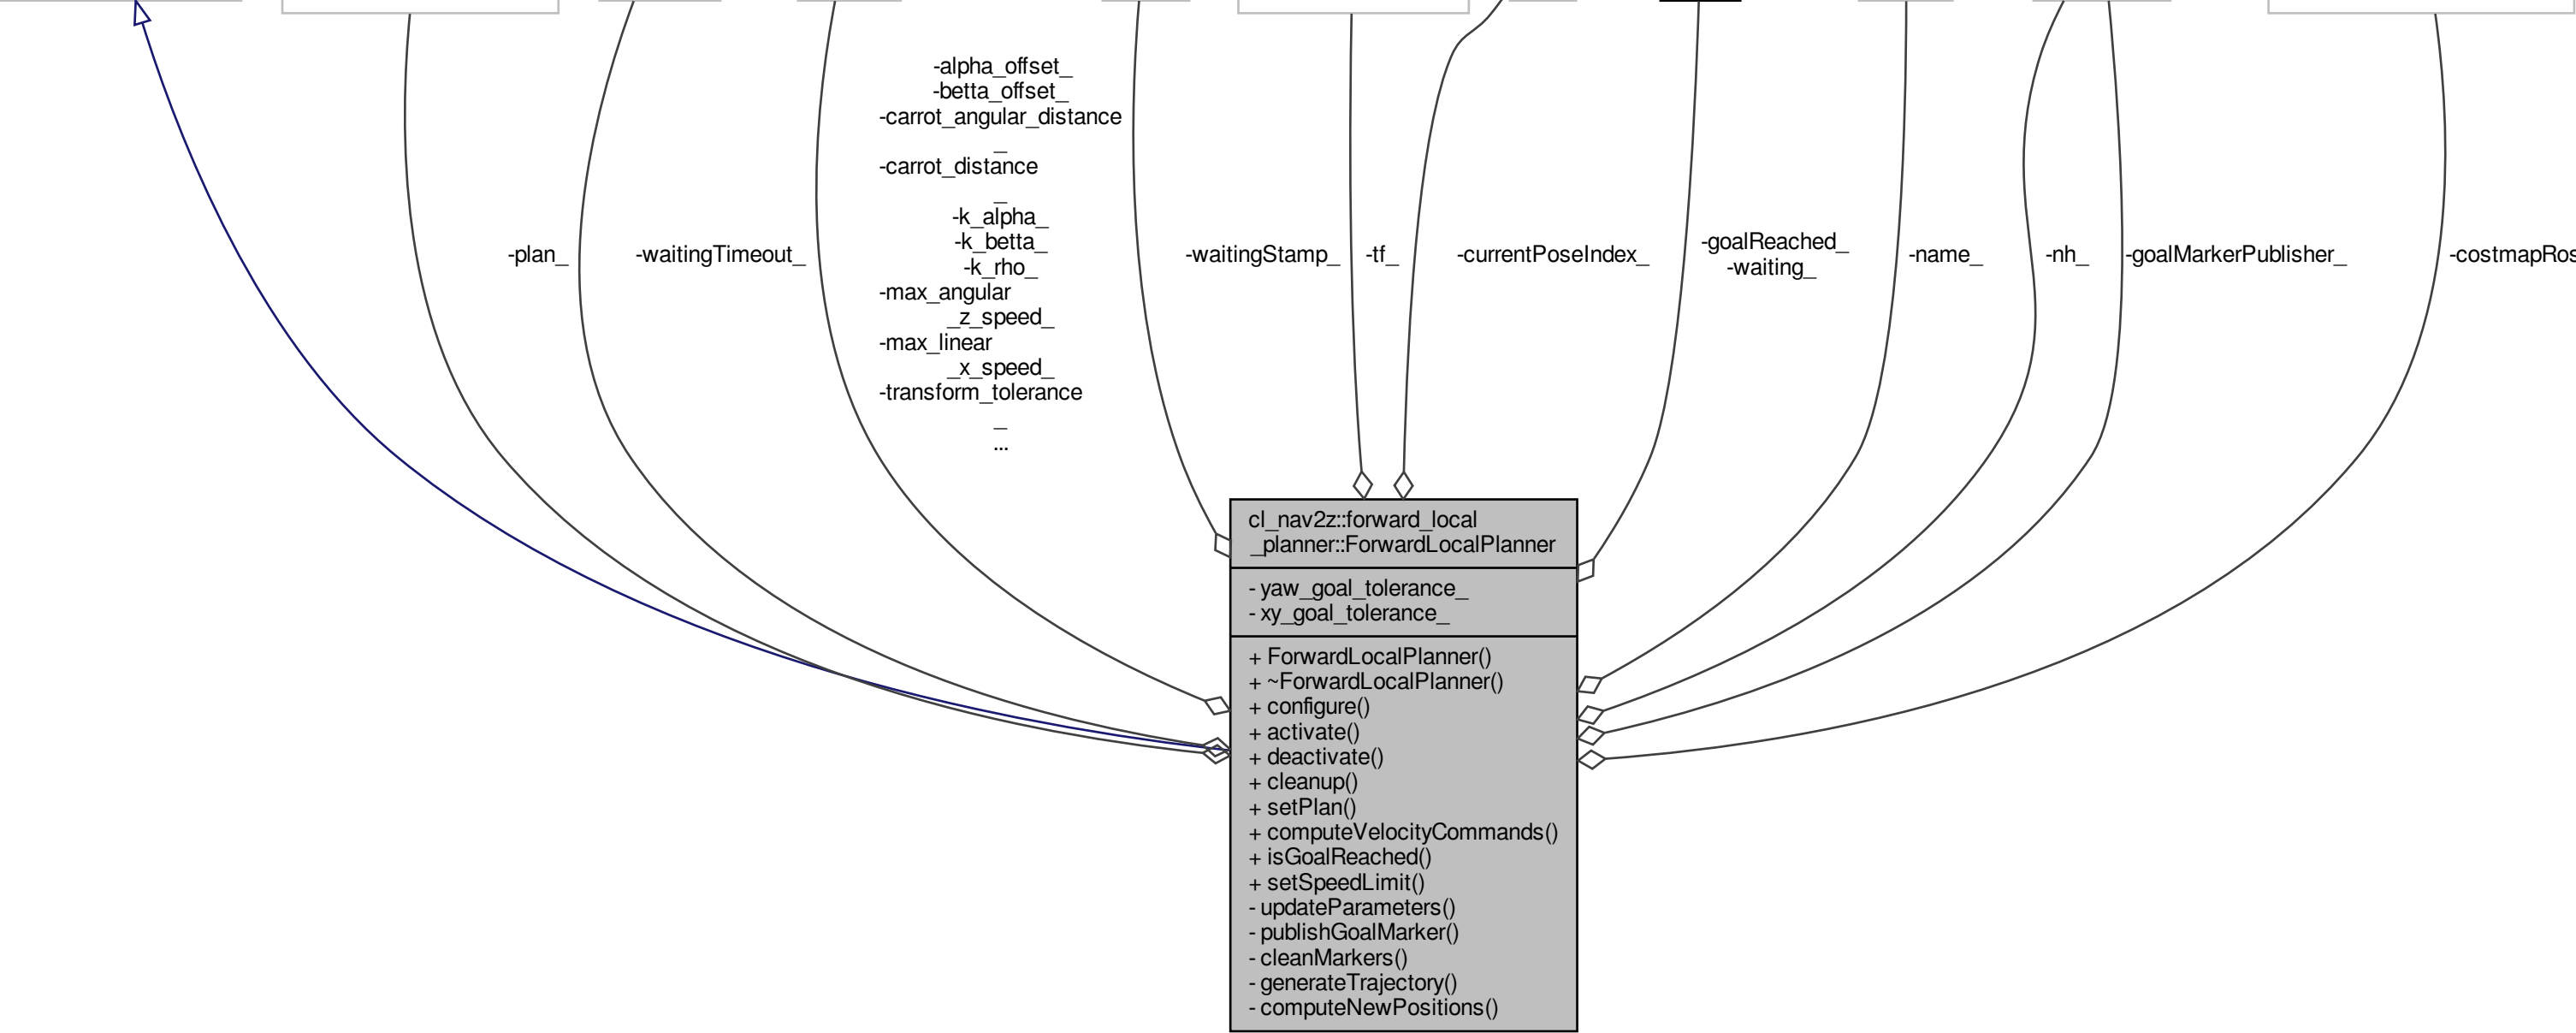 -alpha_offset_
-betta_offset_
-carrot_angular_distance
_
-carrot_distance
_
-k_alpha_
-k_betta_
-k_rho_
-max_angular
_z_speed_
-max_linear
_x_speed_
-transform_tolerance
_
...
-plan_
-waitingTimeout_
-waitingStamp_
-tf_
-currentPoseIndex_
-goalReached_
-waiting_
-name_
-nh_
-goalMarkerPublisher_
-costmapRos
cl_nav2z::forward_local
_planner::ForwardLocalPlanner
- yaw_goal_tolerance_
- xy_goal_tolerance_
+ ForwardLocalPlanner()
+ ~ForwardLocalPlanner()
+ configure()
+ activate()
+ deactivate()
+ cleanup()
+ setPlan()
+ computeVelocityCommands()
+ isGoalReached()
+ setSpeedLimit()
- updateParameters()
- publishGoalMarker()
- cleanMarkers()
- generateTrajectory()
- computeNewPositions()